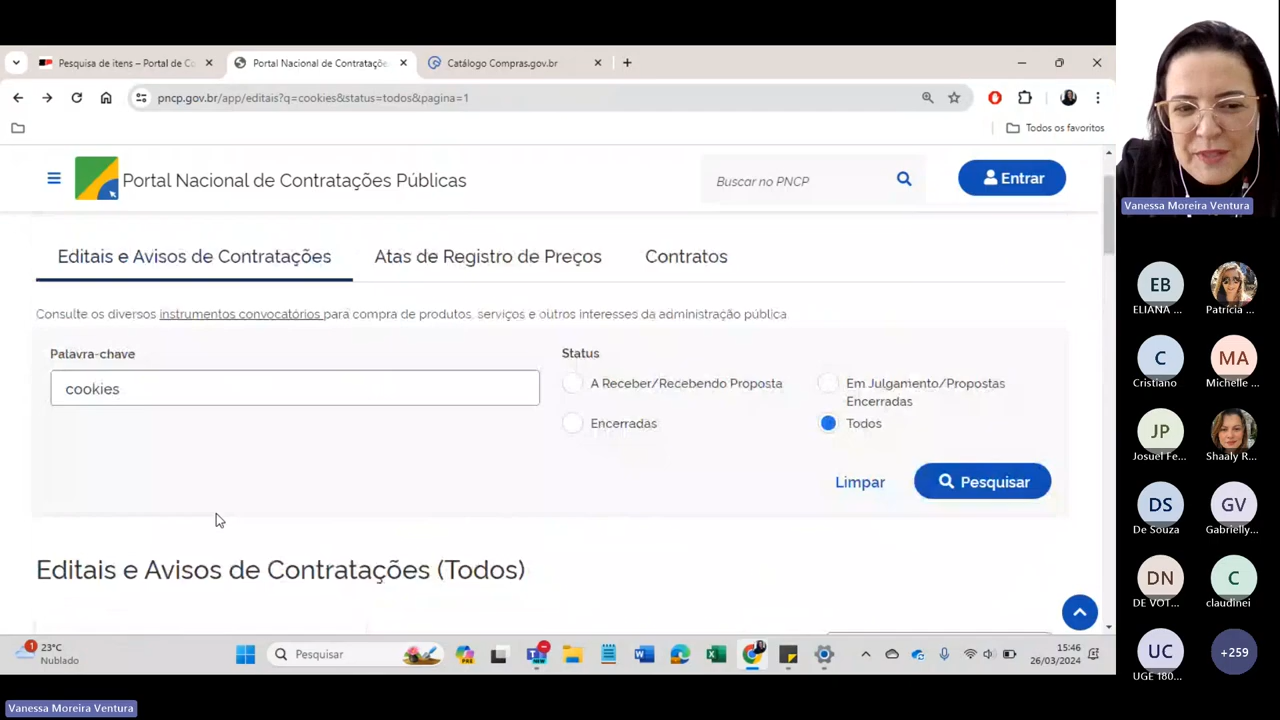 Pesquisa de itens – Portal de Co
Portal Nacional de Contrataçõe
Catálogo Compras.gov.br
pncp.gov.br/app/editais?q=cookies&status=todos&pagina=1
Todos os favoritos
Portal Nacional de Contratações Públicas
Buscar no PNCP
Entrar
Editais e Avisos de Contratações
Atas de Registro de Preços
Contratos
Consulte os diversos instrumentos convocatórios para compra de produtos, serviços e outros interesses da administração pública
Palavra-chave
Status
cookies
A Receber/Recebendo Proposta
Em Julgamento/Propostas
Encerradas
Encerradas
Todos
Limpar
Pesquisar
Editais e Avisos de Contratações (Todos)
1
23°C
Nublado
Pesquisar
PRE
NEW
15:46
26/03/2024
Vanessa Moreira Ventura
EB
ELIANA ...
Patrícia ...
C
Cristiano
MA
Michelle ...
JP
Josuel Fe...
Shaaly R...
DS
De Souza
GV
Gabrielly...
DN
DE VOT...
C
claudinei
UC
UGE 180...
+259
Vanessa Moreira Ventura